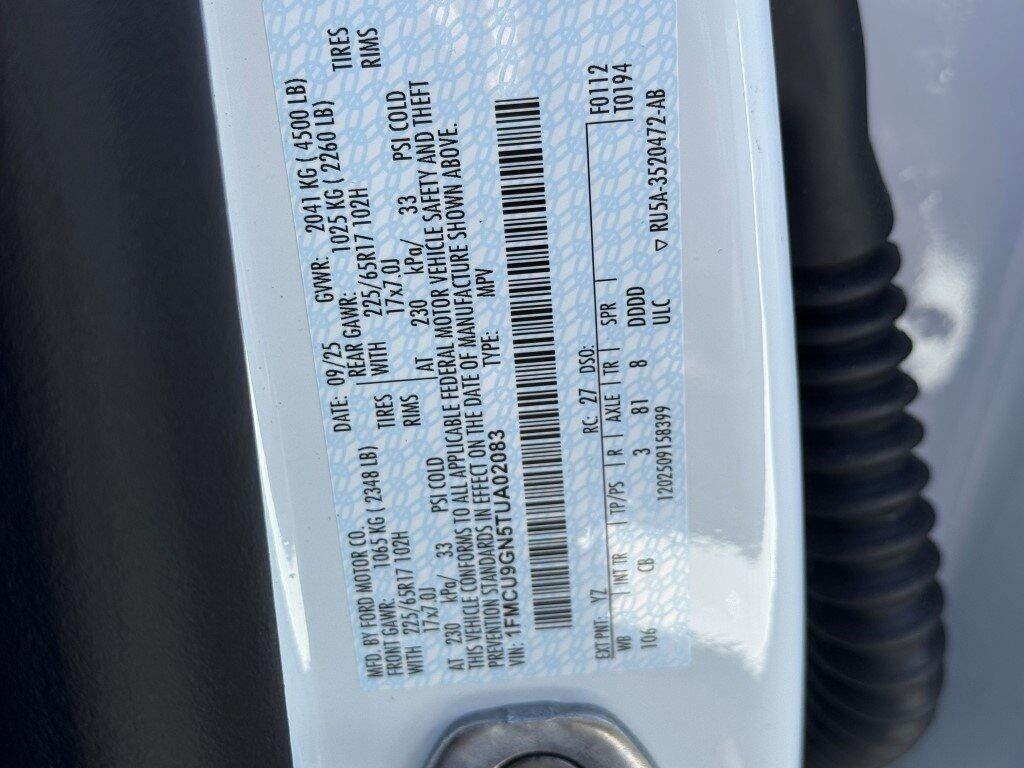 MFD. BY FORD MOTOR CO. DATE: 09/25 GVWR: 2041 KG ( 4500 LB)
FRONT GAWR: 1065 KG ( 2348 LB) REAR GAWR: 1025 KG ( 2260 LB)
WITH 225/65R17 102H TIRES WITH 225/65R17 102H TIRES
17x7.0J RIMS 17x7.0J RIMS
AT 230 kPa/ 33 PSI COLD AT 230 kPa/ 33 PSI COLD
THIS VEHICLE CONFORMS TO ALL APPLICABLE FEDERAL MOTOR VEHICLE SAFETY AND THEFT
PREVENTION STANDARDS IN EFFECT ON THE DATE OF MANUFACTURE SHOWN ABOVE.
VIN: 1FMCU9GN5TUA02083 TYPE: MPV
EXT PNT: YZ RC: 27 DSO: F0112
WB INT TR TP/PS R AXLE TR SPR T0194
106 CB 3 81 8 DDDD
1202509158399 ULC ▽ RU5A-3520472-AB